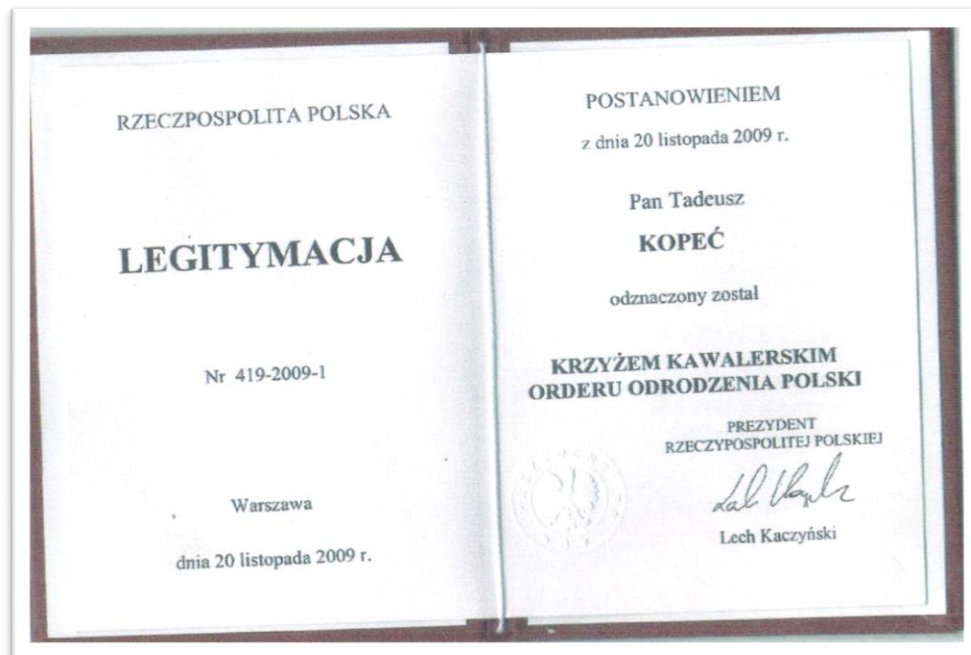 RZECZPOSPOLITA POLSKA
LEGITYMACJA
Nr 419-2009-1
Warszawa
dnia 20 listopada 2009 r.
POSTANOWIENIEM
z dnia 20 listopada 2009 r.
Pan Tadeusz
KOPEĆ
odznaczony został
KRZYŻEM KAWALERSKIM
ORDERU ODRODZENIA POLSKI
PREZYDENT
RZECZYPOSPOLITEJ POLSKIEJ
Lech Kaczyński